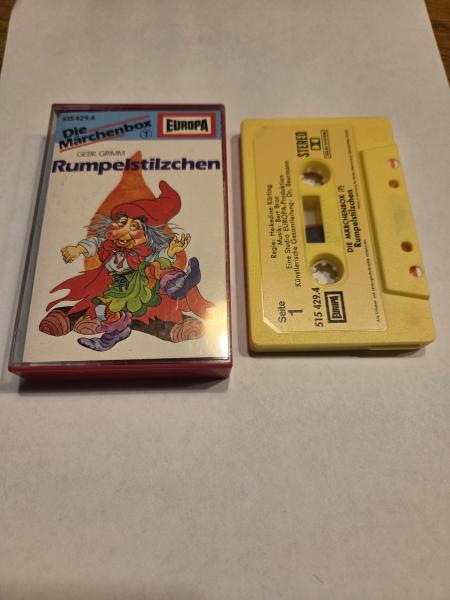 515 429.4
Die
Märchenbox 7
EUROPA
GEBR. GRIMM
Rumpelstilzchen
STEREO
DIE MÄRCHENBOX (7)
Rumpelstilzchen
Regie: Heikedine Körting
Musik: Bert Brac
Eine Studio EUROPA-Produktion
Künstlerische Gesamtleitung: Dr. Beurmann
Seite
1
515 429.4
EUROPA